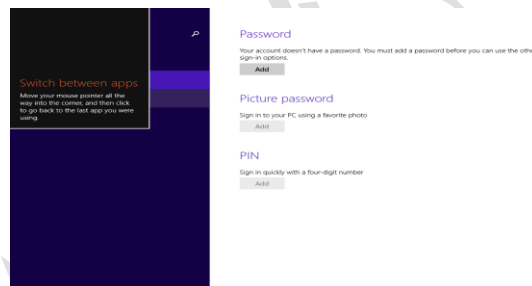 Switch between apps
Move your mouse pointer all the
way into the corner, and then click
to go back to the last app you were
using.
Password
Your account doesn't have a password. You must add a password before you can use the othe
sign-in options.
Add
Picture password
Sign in to your PC using a favorite photo
Add
PIN
Sign in quickly with a four-digit number
Add